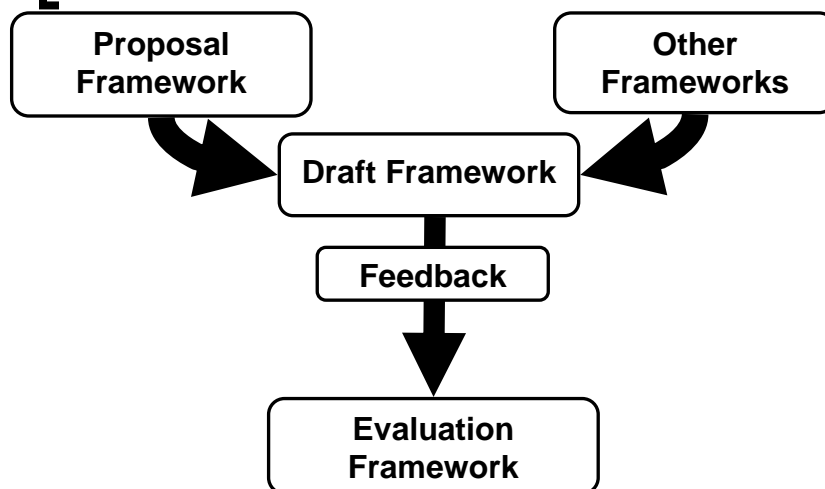 Proposal
Framework
Other
Frameworks
Draft Framework
Feedback
Evaluation
Framework